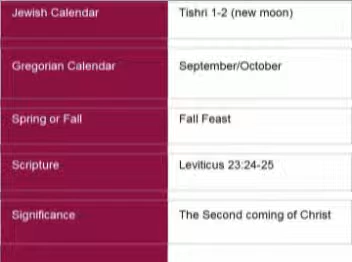 Jewish Calendar Tishri 1-2 (new moon)
Gregorian Calendar September/October
Spring or Fall Fall Feast
Scripture Leviticus 23:24-25
Significance The Second coming of Christ